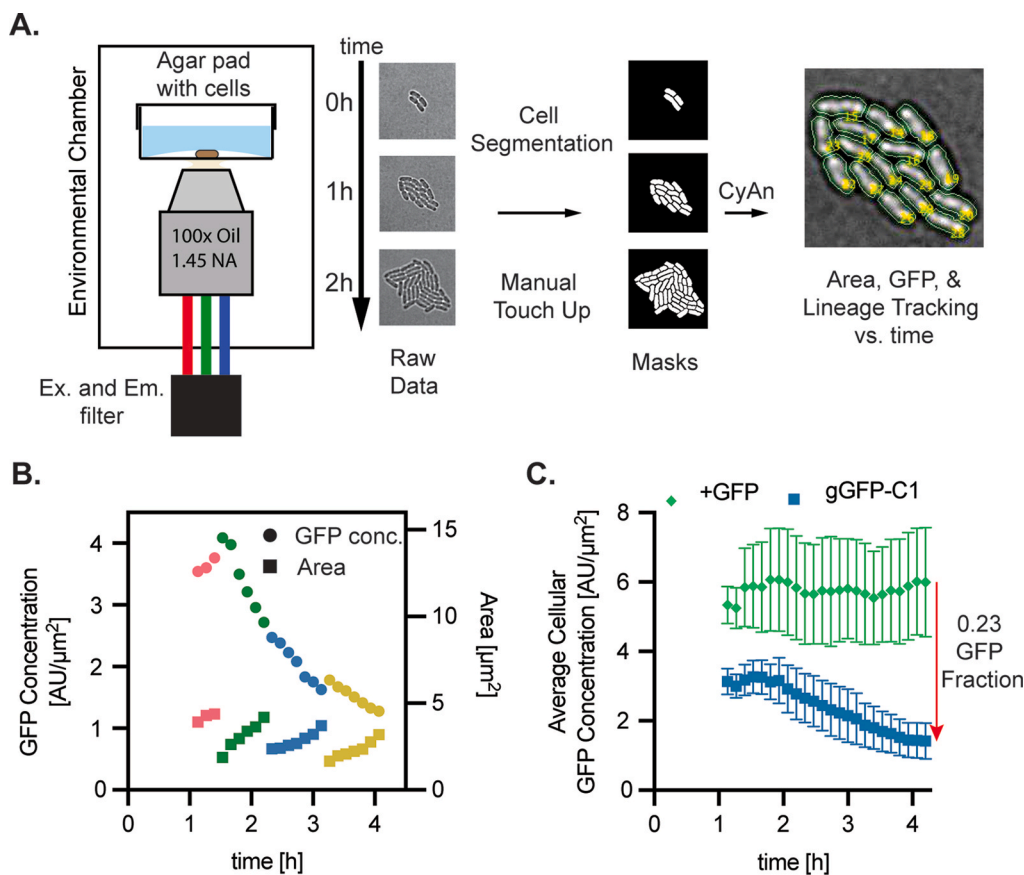 A.
Environmental Chamber
Agar pad
with cells
100x Oil
1.45 NA
Ex. and Em.
filter
time
0h
1h
2h
Raw
Data
Cell
Segmentation
Manual
Touch Up
Masks
CyAn
Area, GFP, &
Lineage Tracking
vs. time
B.
GFP Concentration
[AU/µm²]
4
3
2
1
0
GFP conc.
Area
15
10
5
0
Area
[µm²]
0 1 2 3 4
time [h]
C.
+GFP gGFP-C1
Average Cellular
GFP Concentration [AU/µm²]
8
6
4
2
0
0.23
GFP
Fraction
0 1 2 3 4
time [h]